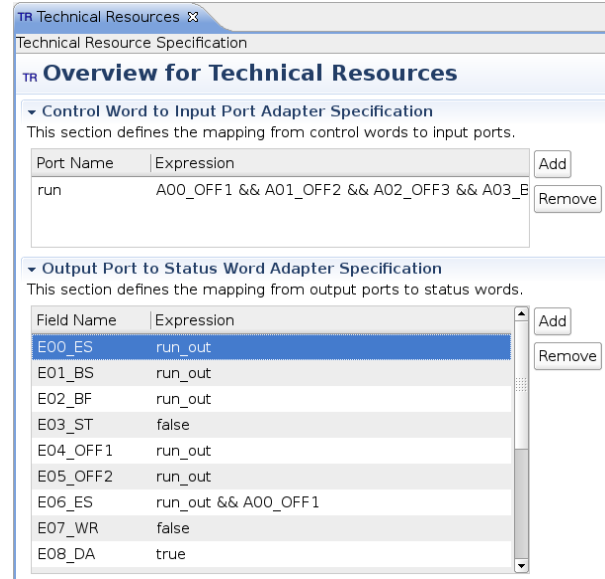 TR Technical Resources
Technical Resource Specification
TR Overview for Technical Resources
Control Word to Input Port Adapter Specification
This section defines the mapping from control words to input ports.
Port Name Expression Add
run A00_OFF1 && A01_OFF2 && A02_OFF3 && A03_B
Remove
Output Port to Status Word Adapter Specification
This section defines the mapping from output ports to status words.
Field Name Expression Add
E00_ES run_out Remove
E01_BS run_out
E02_BF run_out
E03_ST false
E04_OFF1 run_out
E05_OFF2 run_out
E06_ES run_out && A00_OFF1
E07_WR false
E08_DA true